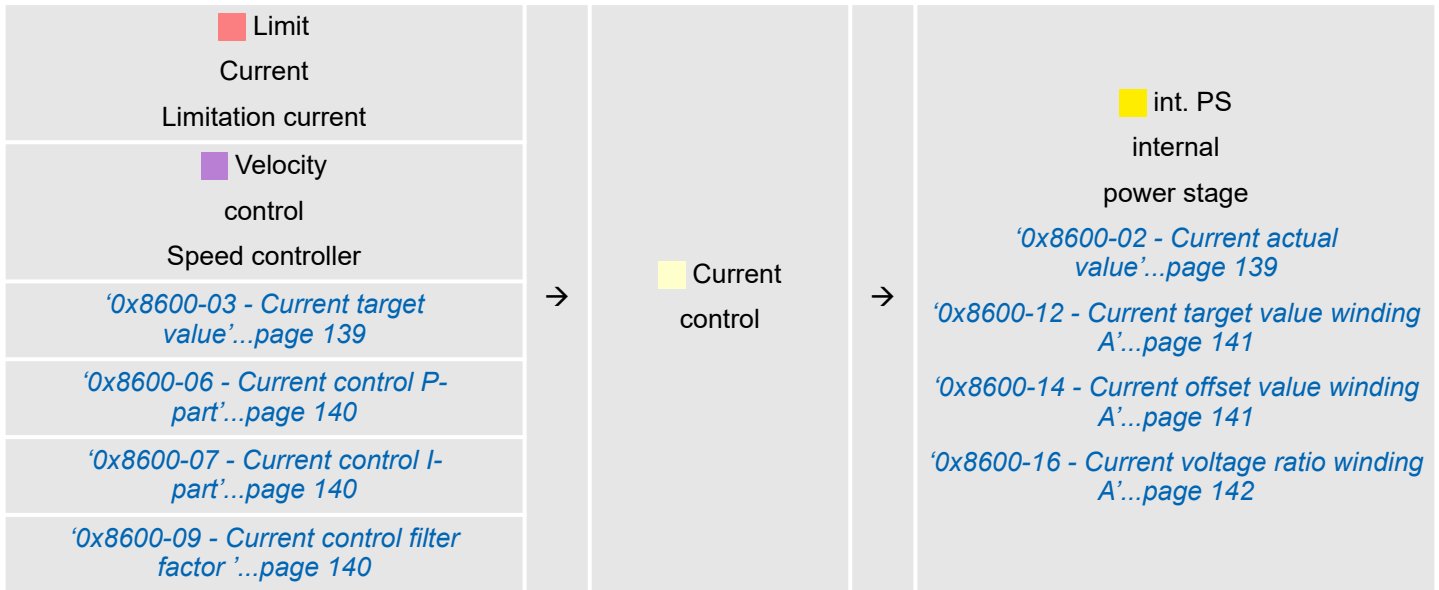 Limit
Current
Limitation current
Velocity
control
Speed controller
‘0x8600-03 - Current target
value’...page 139
‘0x8600-06 - Current control P-
part’...page 140
‘0x8600-07 - Current control I-
part’...page 140
‘0x8600-09 - Current control filter
factor ’...page 140
→
Current
control
→
int. PS
internal
power stage
‘0x8600-02 - Current actual
value’...page 139
‘0x8600-12 - Current target value winding
A’...page 141
‘0x8600-14 - Current offset value winding
A’...page 141
‘0x8600-16 - Current voltage ratio winding
A’...page 142